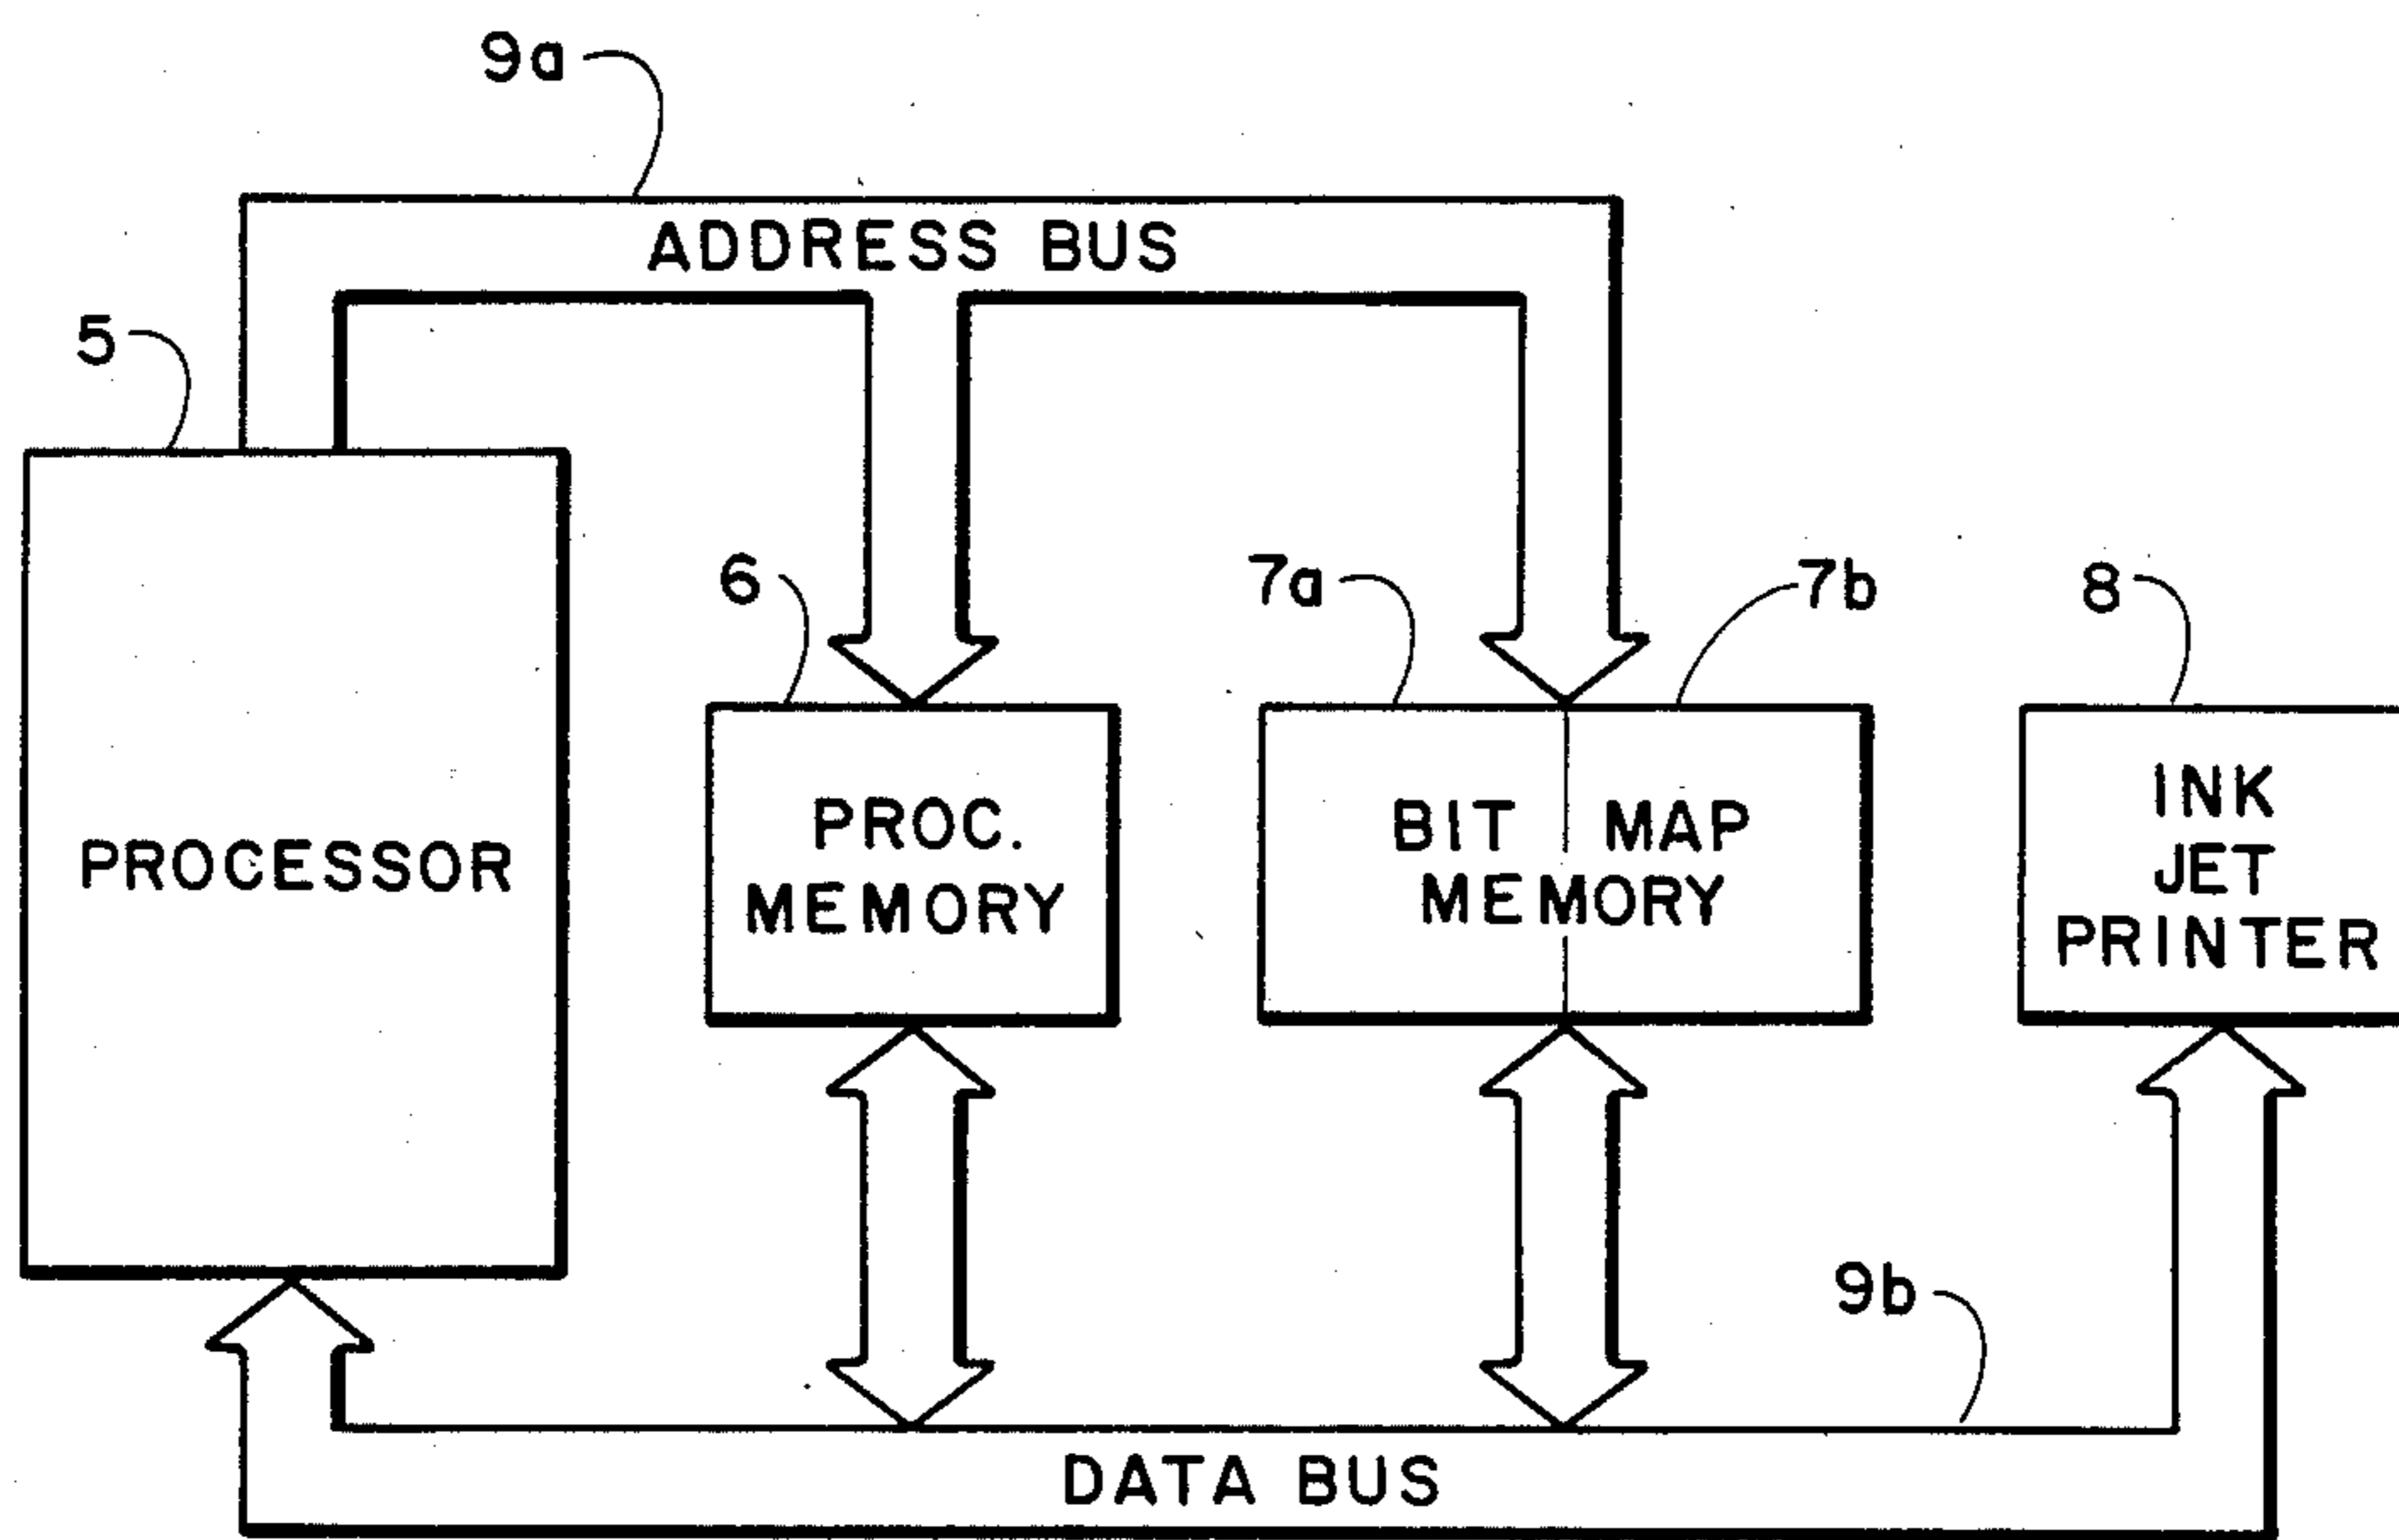 9a
ADDRESS BUS
5
6
7a
7b
8
PROCESSOR
PROC.
MEMORY
BIT MAP
MEMORY
INK
JET
PRINTER
9b
DATA BUS